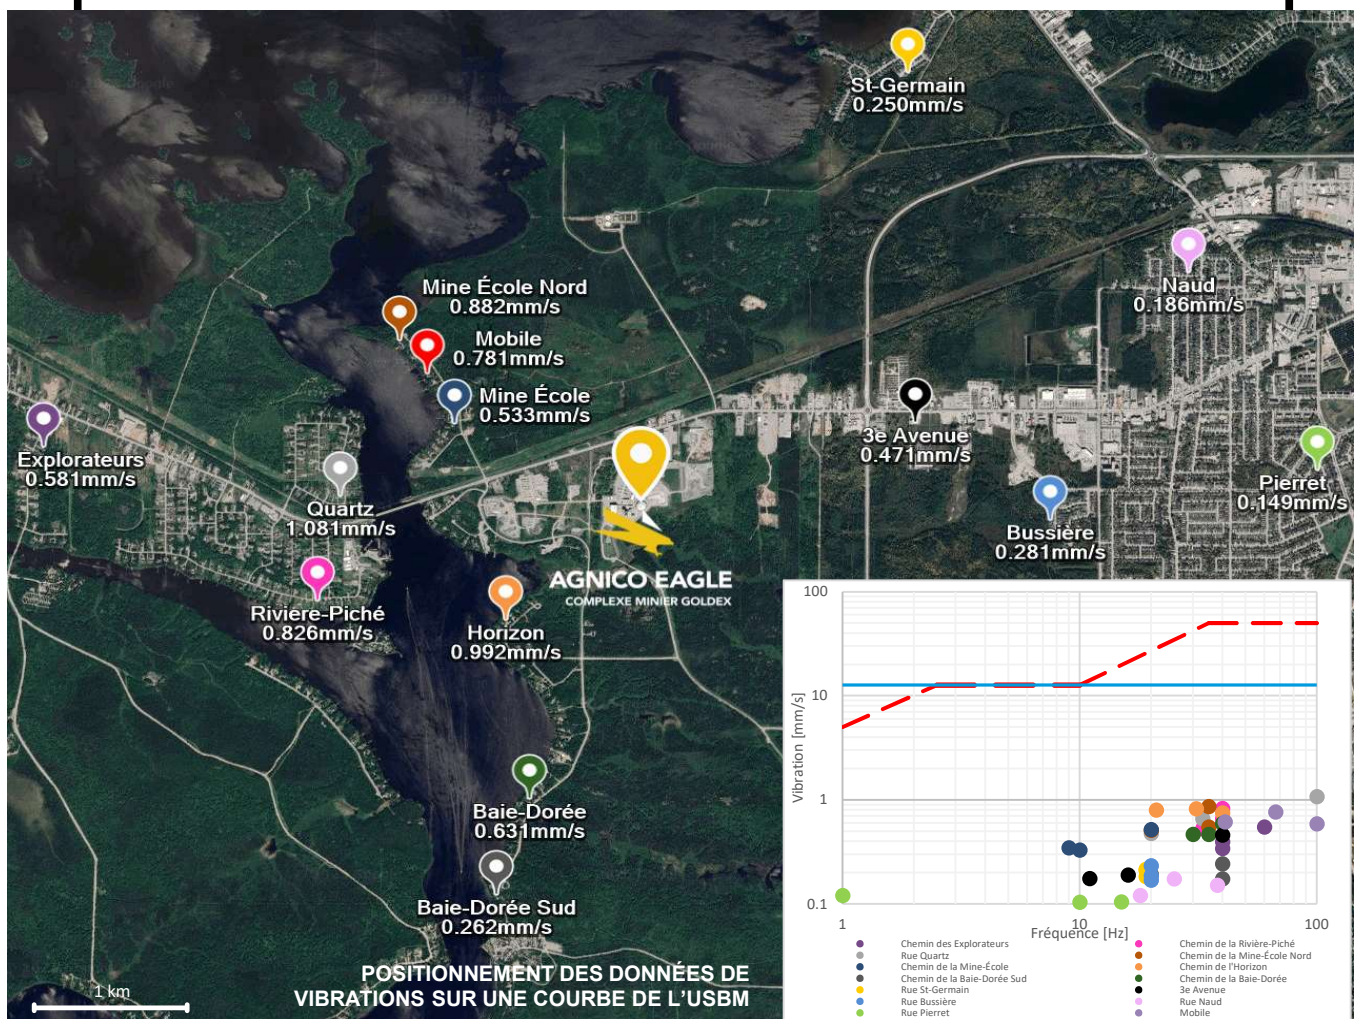 St-Germain
0.250mm/s
Naud
0.186mm/s
Mine École Nord
0.882mm/s
Mobile
0.781mm/s
Mine École
0.533mm/s
Explorateurs
0.581mm/s
3e Avenue
0.471mm/s
Pierret
0.149mm/s
Quartz
1.081mm/s
Bussière
0.281mm/s
AGNICO EAGLE
COMPLEXE MINIER GOLDEX
Riviere-Piché
0.826mm/s
Horizon
0.992mm/s
Baie-Dorée
0.631mm/s
Baie-Dorée Sud
0.262mm/s
POSITIONNEMENT DES DONNÉES DE
VIBRATIONS SUR UNE COURBE DE L'USBM
1 km
100
10
1
0.1
Vibration [mm/s]
1
10
100
Fréquence [Hz]
Chemin des Explorateurs
Chemin de la Rivière-Piché
Rue Quartz
Chemin de la Mine-École Nord
Chemin de la Mine-École
Chemin de l'Horizon
Chemin de la Baie-Dorée Sud
Chemin de la Baie-Dorée
Rue St-Germain
3e Avenue
Rue Bussière
Rue Naud
Rue Pierret
Mobile